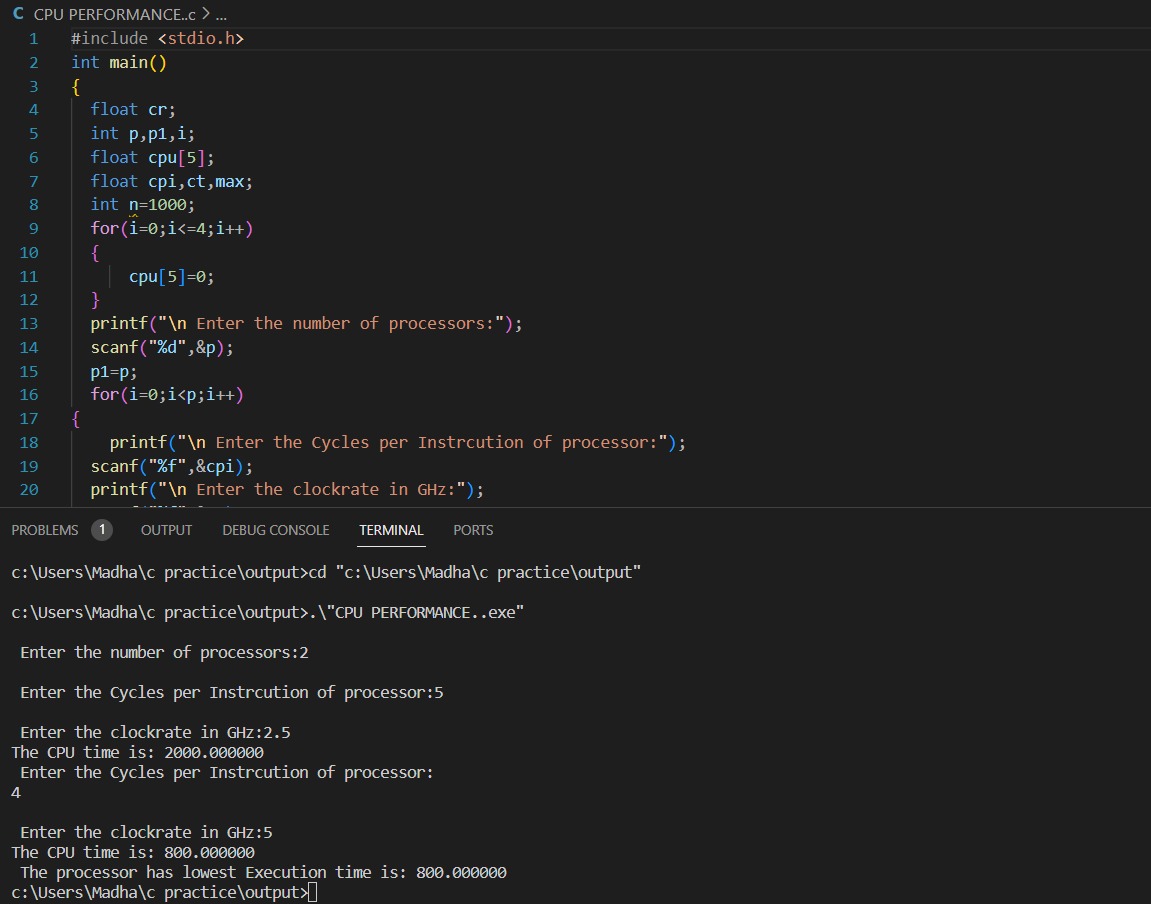 C CPU PERFORMANCE..c > ...
1 #include <stdio.h>
2 int main()
3 {
4 float cr;
5 int p,p1,i;
6 float cpu[5];
7 float cpi,ct,max;
8 int n=1000;
9 for(i=0;i<=4;i++)
10 {
11 cpu[5]=0;
12 }
13 printf("\n Enter the number of processors:");
14 scanf("%d",&p);
15 p1=p;
16 for(i=0;i<p;i++)
17 {
18 printf("\n Enter the Cycles per Instrcution of processor:");
19 scanf("%f",&cpi);
20 printf("\n Enter the clockrate in GHz:");
PROBLEMS 1 OUTPUT DEBUG CONSOLE TERMINAL PORTS
c:\Users\Madha\c practice\output>cd "c:\Users\Madha\c practice\output"
c:\Users\Madha\c practice\output>.\"CPU PERFORMANCE..exe"
Enter the number of processors:2
Enter the Cycles per Instrcution of processor:5
Enter the clockrate in GHz:2.5
The CPU time is: 2000.000000
Enter the Cycles per Instrcution of processor:
4
Enter the clockrate in GHz:5
The CPU time is: 800.000000
The processor has lowest Execution time is: 800.000000
c:\Users\Madha\c practice\output>